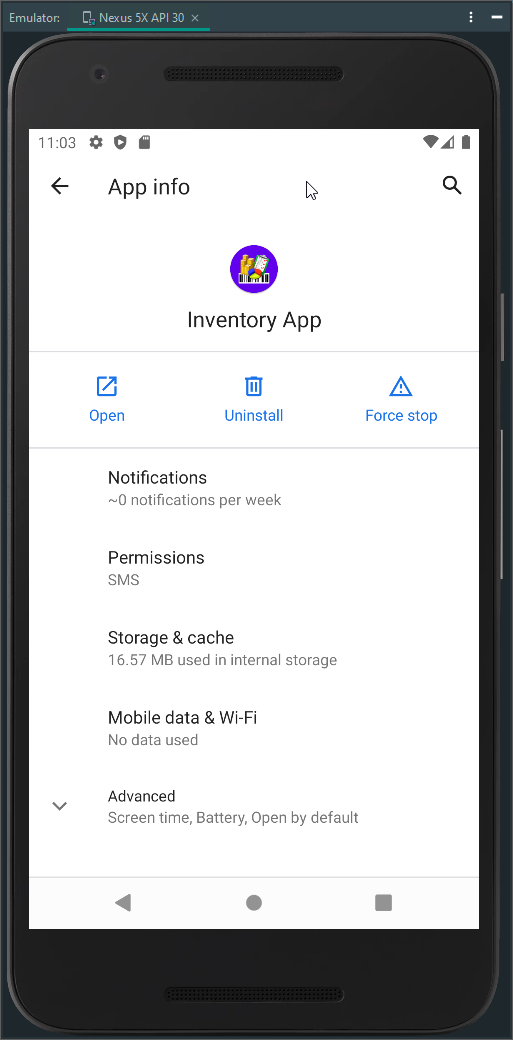 Emulator: Nexus 5X API 30
11:03
App info
Inventory App
Open Uninstall Force stop
Notifications
~0 notifications per week
Permissions
SMS
Storage & cache
16.57 MB used in internal storage
Mobile data & Wi-Fi
No data used
Advanced
Screen time, Battery, Open by default